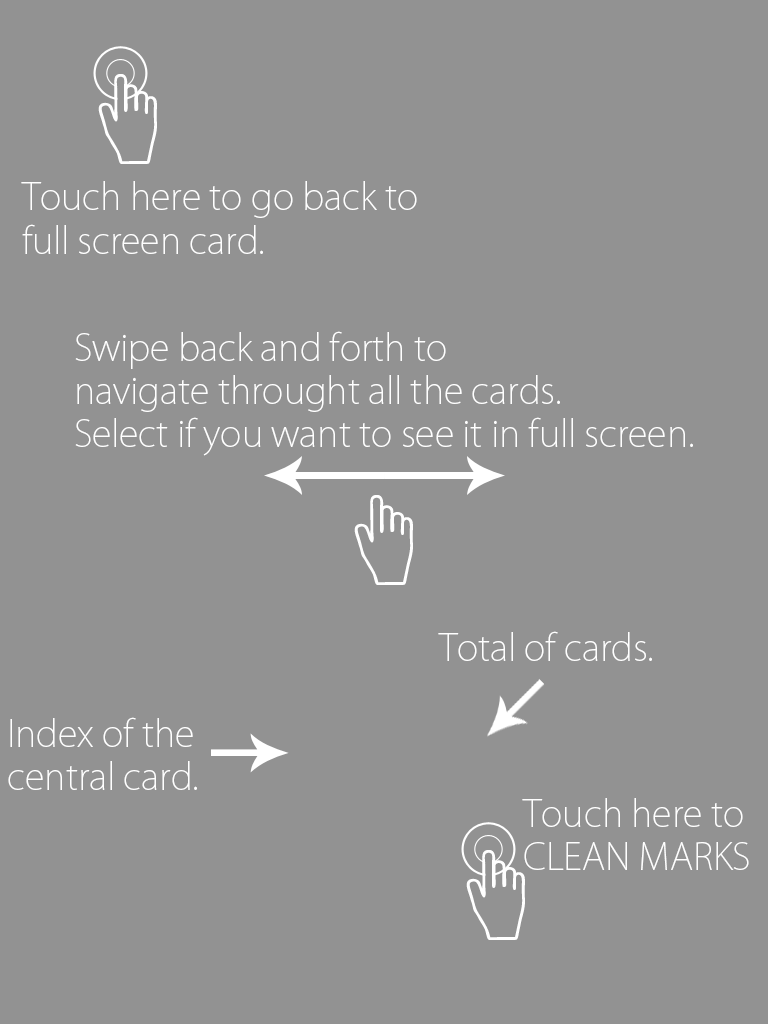 Touch here to go back to
full screen card.
Swipe back and forth to
navigate throught all the cards.
Select if you want to see it in full screen.
Total of cards.
Index of the
central card.
Touch here to
CLEAN MARKS